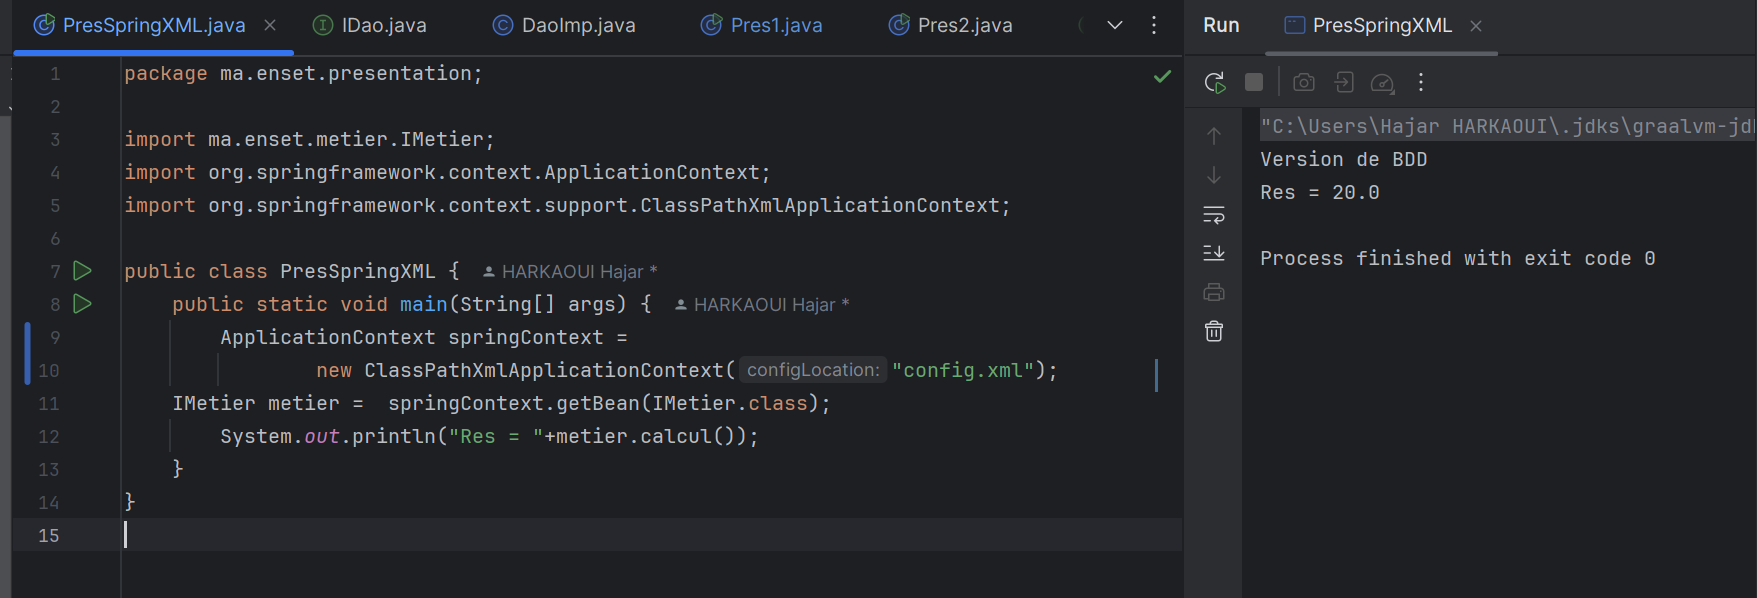 PresSpringXML.java
IDao.java
DaoImp.java
Pres1.java
Pres2.java
1 package ma.enset.presentation;
2
3 import ma.enset.metier.IMetier;
4 import org.springframework.context.ApplicationContext;
5 import org.springframework.context.support.ClassPathXmlApplicationContext;
6
7 public class PresSpringXML { HARKAOUI Hajar *
8 public static void main(String[] args) { HARKAOUI Hajar *
9 ApplicationContext springContext =
10 new ClassPathXmlApplicationContext( configLocation: "config.xml");
11 IMetier metier = springContext.getBean(IMetier.class);
12 System.out.println("Res = "+metier.calcul());
13 }
14 }
15
Run
PresSpringXML
"C:\Users\Hajar HARKAOUI\.jdks\graalvm-jd
Version de BDD
Res = 20.0
Process finished with exit code 0